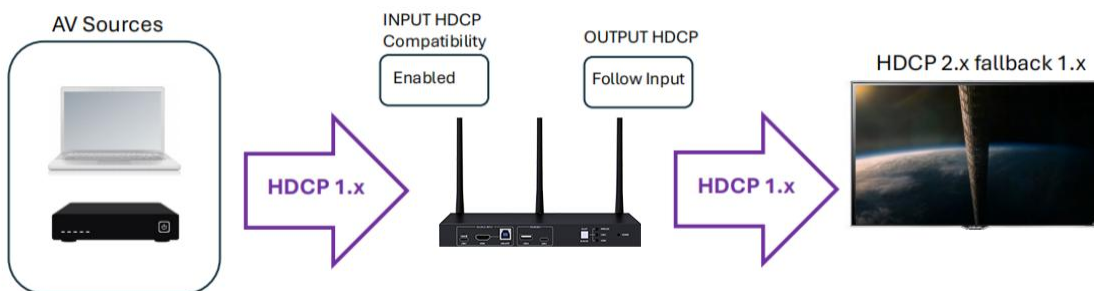 AV Sources
INPUT HDCP
Compatibility
Enabled
OUTPUT HDCP
Follow Input
HDCP 2.x fallback 1.x
HDCP 1.x
HDCP 1.x